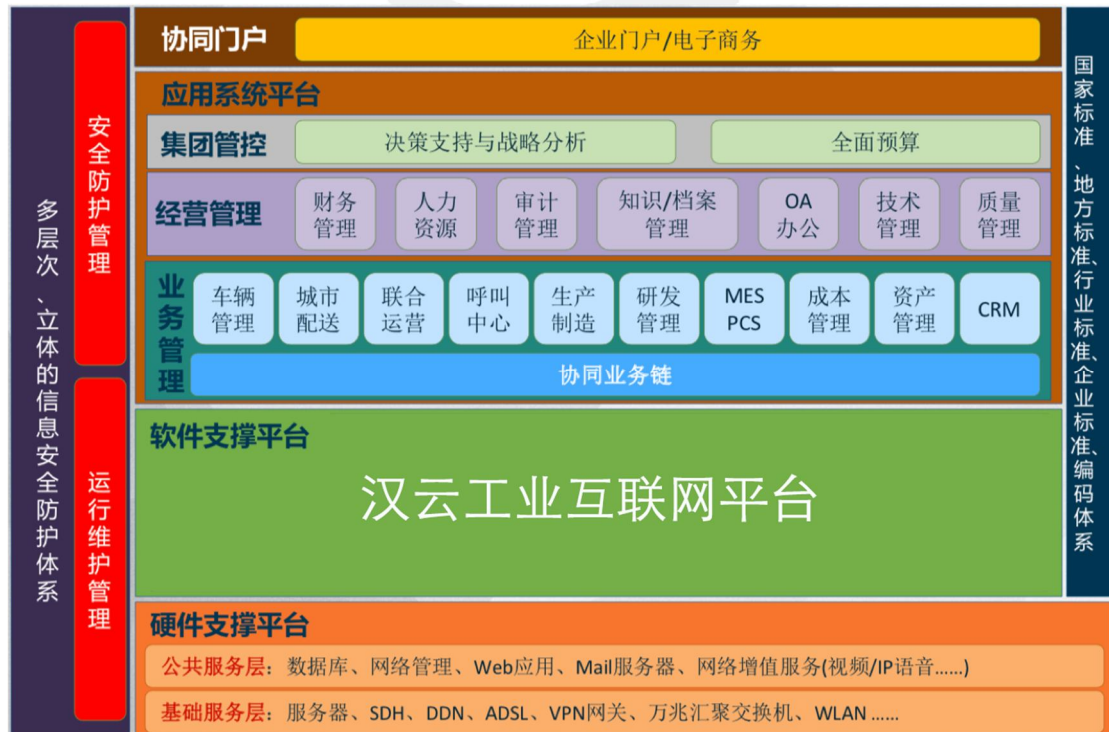 多层次、立体的信息安全防护体系
安全防护管理
运行维护管理
协同门户
企业门户/电子商务
应用系统平台
集团管控
决策支持与战略分析
全面预算
经营管理
财务
管理
人力
资源
审计
管理
知识/档案
管理
OA
办公
技术
管理
质量
管理
业务管理
车辆
管理
城市
配送
联合
运营
呼叫
中心
生产
制造
研发
管理
MES
PCS
成本
管理
资产
管理
CRM
协同业务链
软件支撑平台
汉云工业互联网平台
硬件支撑平台
公共服务层：数据库、网络管理、Web应用、Mail服务器、网络增值服务(视频/IP语音……)
基础服务层：服务器、SDH、DDN、ADSL、VPN网关、万兆汇聚交换机、WLAN ……
国家标准、地方标准、行业标准、企业标准、编码体系